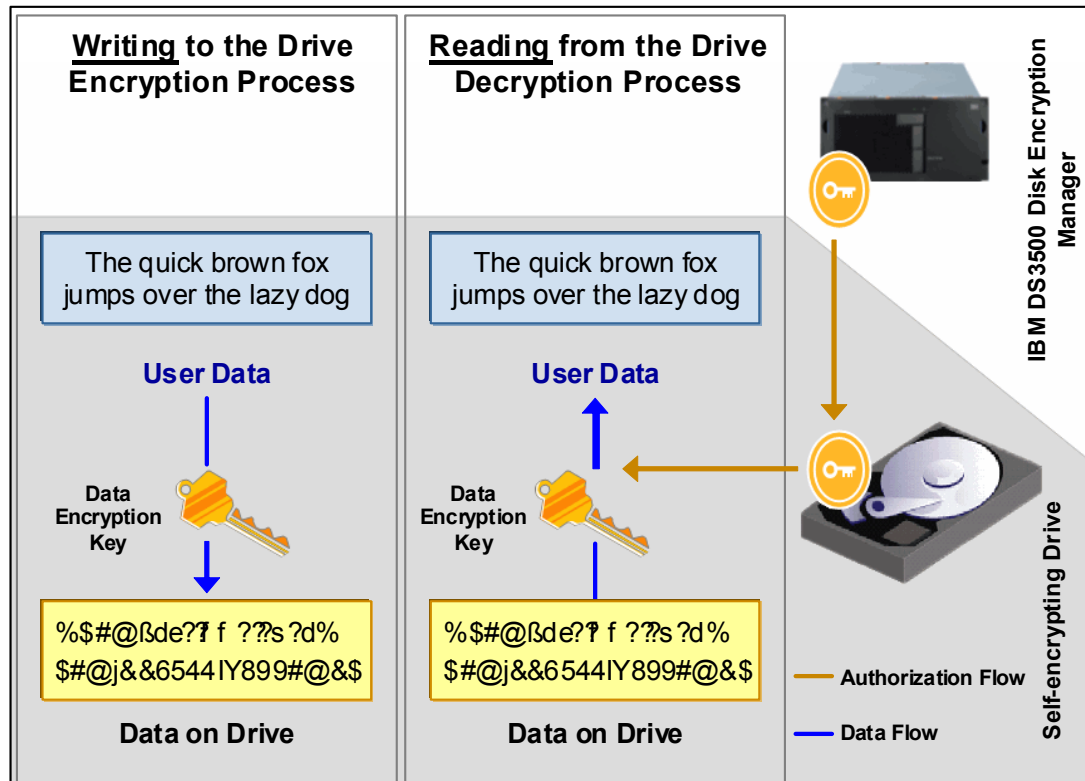 Writing to the Drive
Encryption Process
Reading from the Drive
Decryption Process
IBM DS3500 Disk Encryption
Manager
The quick brown fox
jumps over the lazy dog
The quick brown fox
jumps over the lazy dog
User Data
User Data
Data
Encryption
Key
Data
Encryption
Key
%$#@ßde??f f ???s ?d%
$#@j&&6544lY899#@&$
%$#@ßde??f f ???s ?d%
$#@j&&6544lY899#@&$
Data on Drive
Data on Drive
Self-encrypting Drive
Authorization Flow
Data Flow